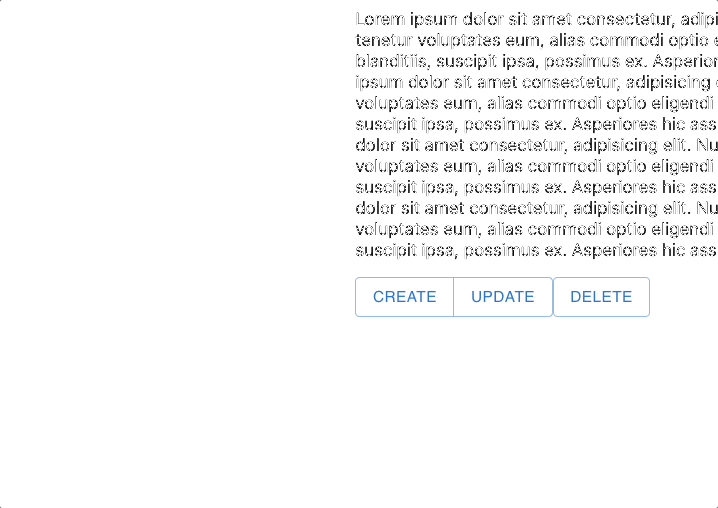 Lorem ipsum dolor sit amet consectetur, adipi
tenetur voluptates eum, alias commodi optio e
blanditiis, suscipit ipsa, possimus ex. Asperior
ipsum dolor sit amet consectetur, adipisicing
voluptates eum, alias commodi optio eligendi
suscipit ipsa, possimus ex. Asperiores hic ass
dolor sit amet consectetur, adipisicing elit. Nu
voluptates eum, alias commodi optio eligendi
suscipit ipsa, possimus ex. Asperiores hic ass
dolor sit amet consectetur, adipisicing elit. Nu
voluptates eum, alias commodi optio eligendi
suscipit ipsa, possimus ex. Asperiores hic ass
CREATE UPDATE DELETE